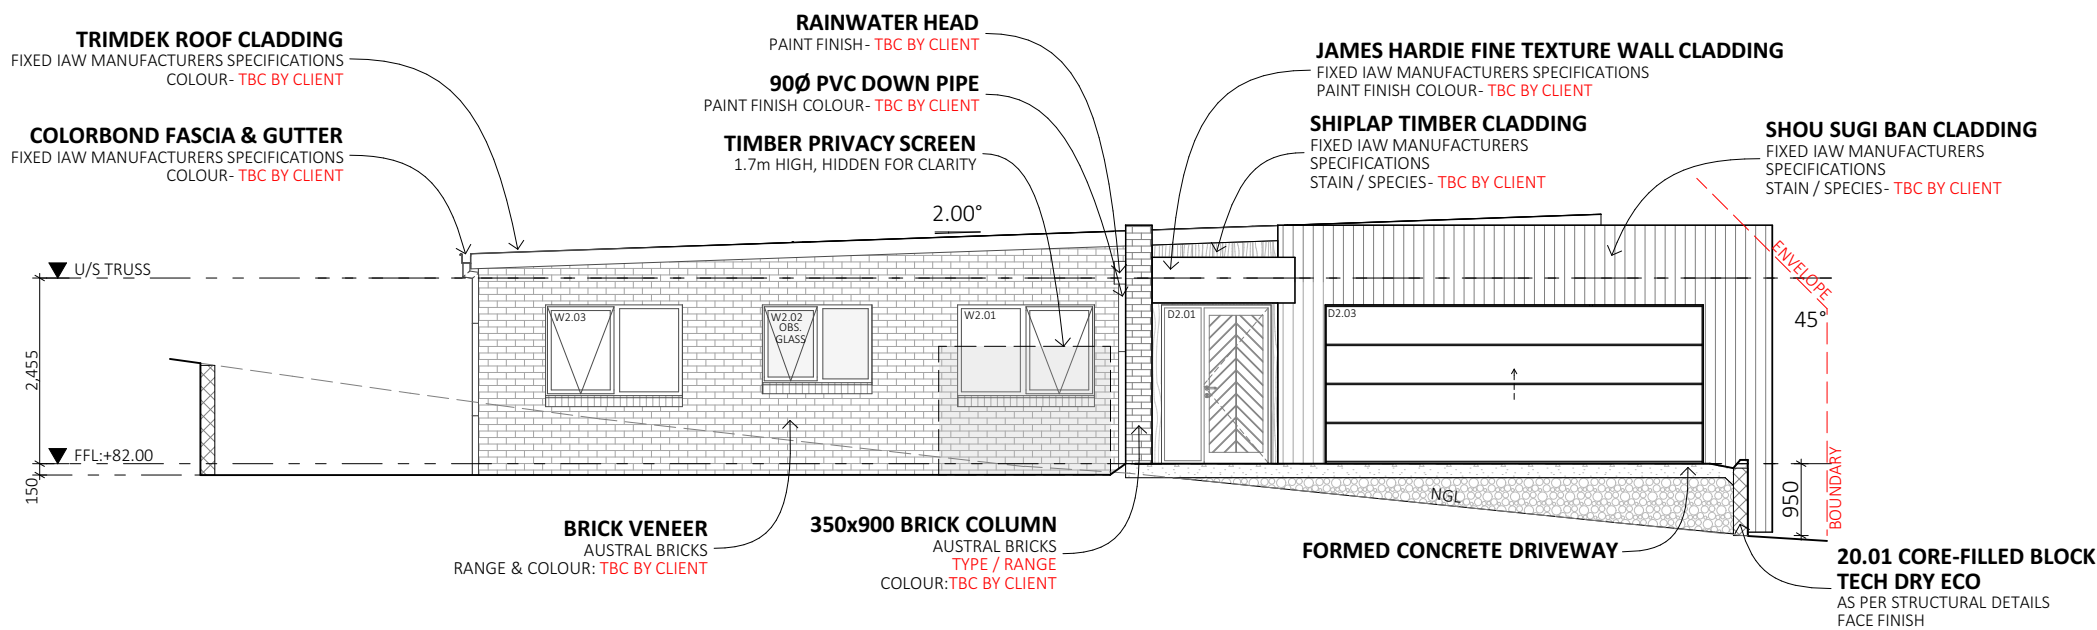 TRIMDEK ROOF CLADDING
FIXED IAW MANUFACTURERS SPECIFICATIONS
COLOUR- TBC BY CLIENT
COLORBOND FASCIA & GUTTER
FIXED IAW MANUFACTURERS SPECIFICATIONS
COLOUR- TBC BY CLIENT
RAINWATER HEAD
PAINT FINISH- TBC BY CLIENT
90Ø PVC DOWN PIPE
PAINT FINISH COLOUR- TBC BY CLIENT
TIMBER PRIVACY SCREEN
1.7m HIGH, HIDDEN FOR CLARITY
JAMES HARDIE FINE TEXTURE WALL CLADDING
FIXED IAW MANUFACTURERS SPECIFICATIONS
PAINT FINISH COLOUR- TBC BY CLIENT
SHIPLAP TIMBER CLADDING
FIXED IAW MANUFACTURERS
SPECIFICATIONS
STAIN / SPECIES- TBC BY CLIENT
SHOU SUGI BAN CLADDING
FIXED IAW MANUFACTURERS
SPECIFICATIONS
STAIN / SPECIES- TBC BY CLIENT
2.00°
U/S TRUSS
ENVELOPE
45°
W2.03
W2.02
OBS.
GLASS
W2.01
D2.01
D2.03
2,455
FFL:+82.00
150
NGL
950
BOUNDARY
BRICK VENEER
AUSTRAL BRICKS
RANGE & COLOUR: TBC BY CLIENT
350x900 BRICK COLUMN
AUSTRAL BRICKS
TYPE / RANGE
COLOUR:TBC BY CLIENT
FORMED CONCRETE DRIVEWAY
20.01 CORE-FILLED BLOCK
TECH DRY ECO
AS PER STRUCTURAL DETAILS
FACE FINISH